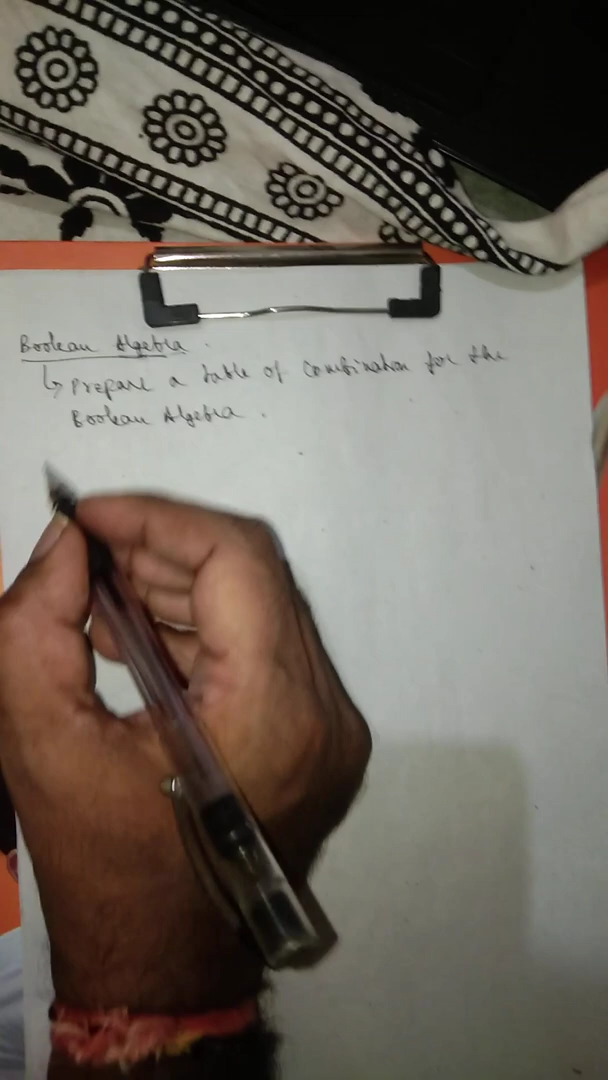 Boolean Algebra.
↳ Prepare a table of Combination for the
Boolean Algebra.